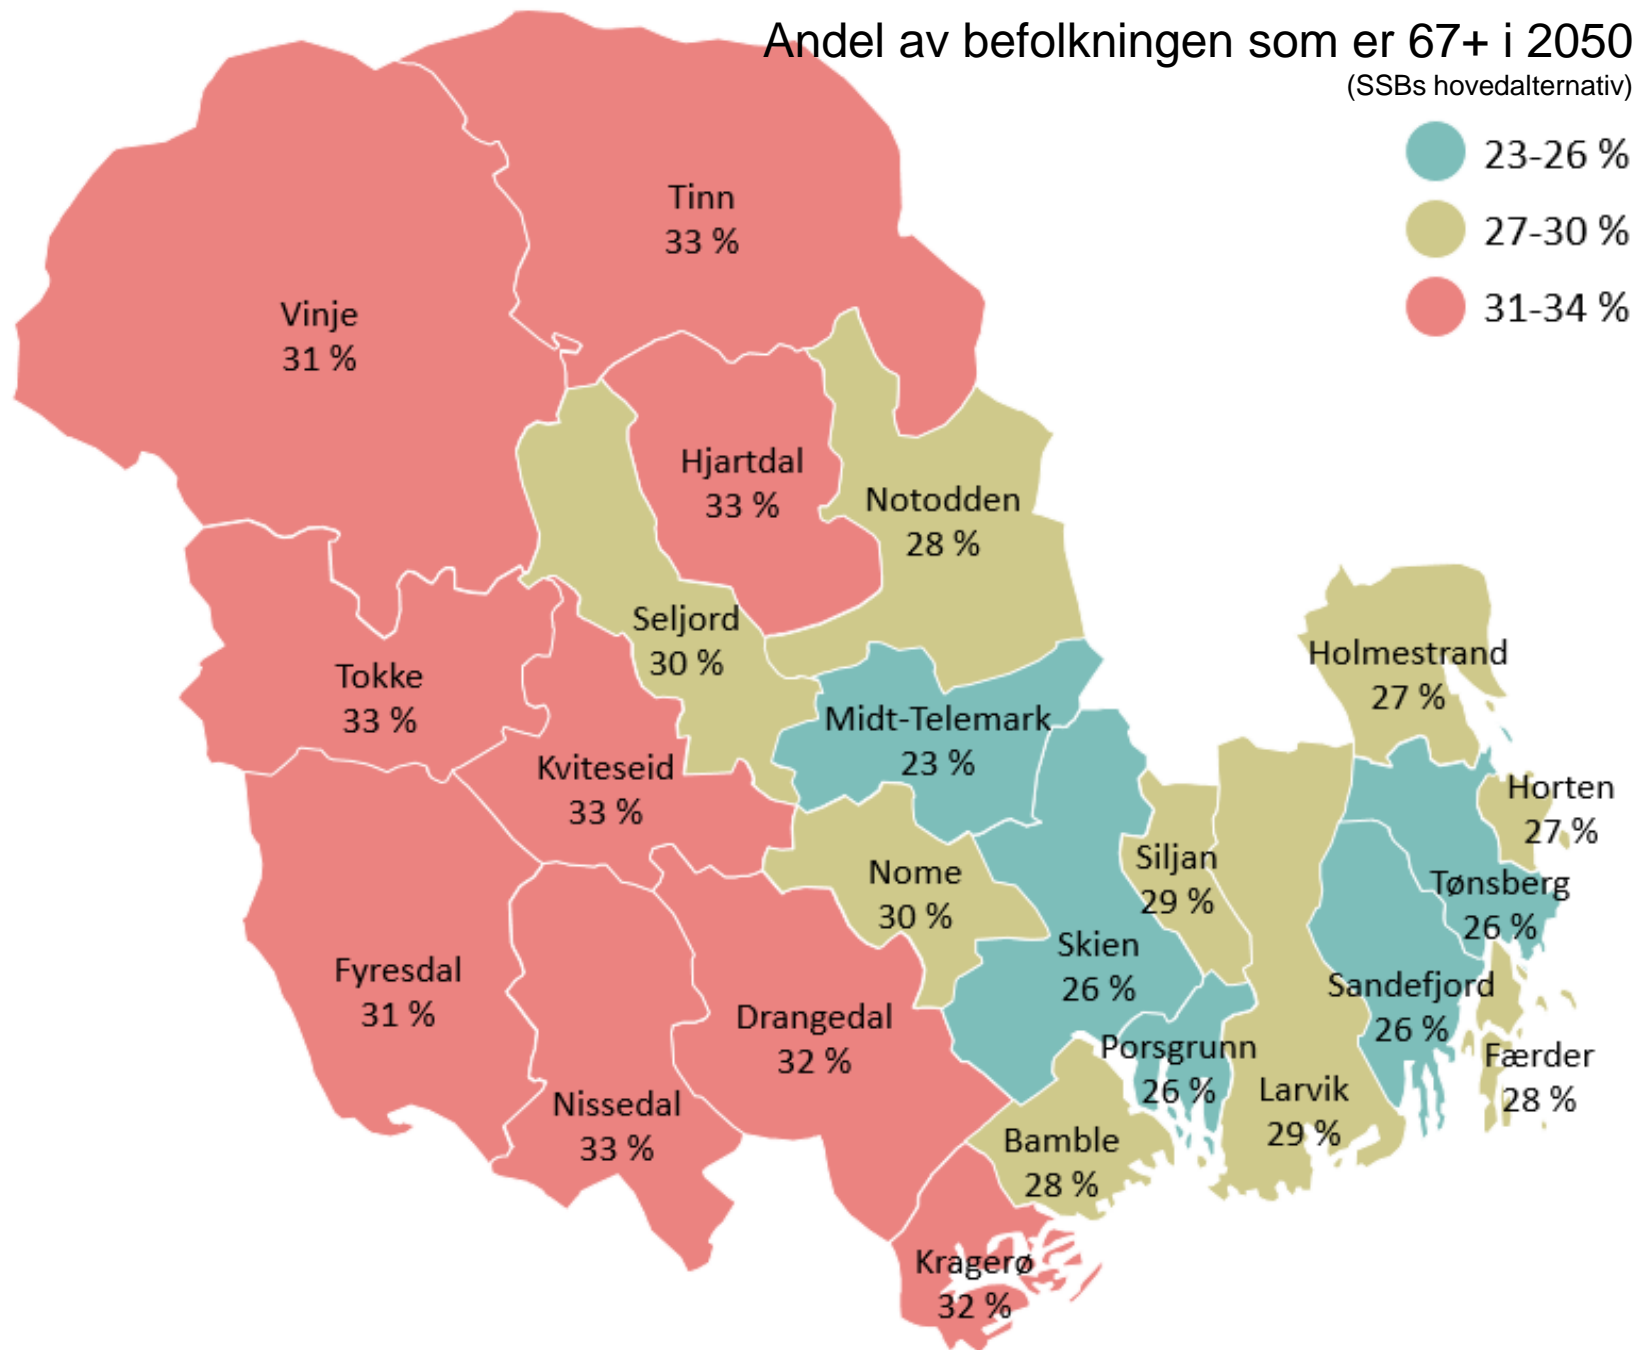 Andel av befolkningen som er 67+ i 2050
(SSBs hovedalternativ)
23-26 %
27-30 %
31-34 %
Tinn
33 %
Vinje
31 %
Hjartdal
33 %
Notodden
28 %
Seljord
30 %
Holmestrand
27 %
Tokke
33 %
Midt-Telemark
23 %
Kviteseid
33 %
Horten
27 %
Siljan
29 %
Nome
30 %
Tønsberg
26 %
Skien
26 %
Fyresdal
31 %
Sandefjord
26 %
Drangedal
32 %
Porsgrunn
26 %
Færder
28 %
Larvik
29 %
Nissedal
33 %
Bamble
28 %
Kragerø
32 %